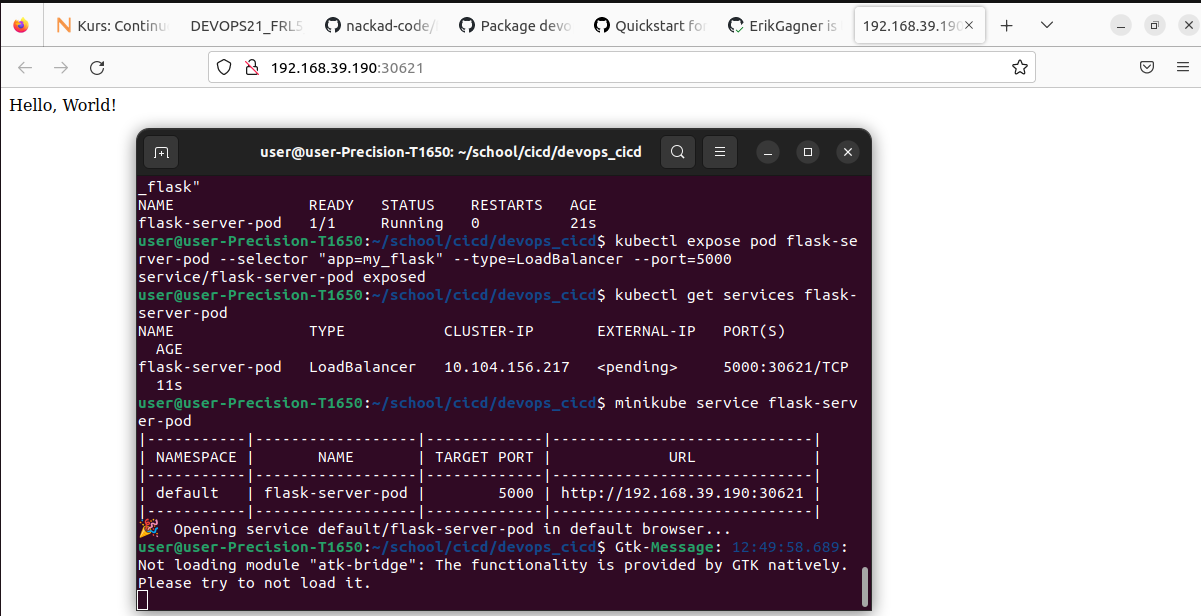 Kurs: Continu
DEVOPS21_FRL5
nackad-code/
Package devo
Quickstart for
ErikGagner is
192.168.39.190
192.168.39.190:30621
Hello, World!
user@user-Precision-T1650: ~/school/cicd/devops_cicd
_flask"
NAME READY STATUS RESTARTS AGE
flask-server-pod 1/1 Running 0 21s
user@user-Precision-T1650:~/school/cicd/devops_cicd$ kubectl expose pod flask-se
rver-pod --selector "app=my_flask" --type=LoadBalancer --port=5000
service/flask-server-pod exposed
user@user-Precision-T1650:~/school/cicd/devops_cicd$ kubectl get services flask-
server-pod
NAME TYPE CLUSTER-IP EXTERNAL-IP PORT(S)
AGE
flask-server-pod LoadBalancer 10.104.156.217 <pending> 5000:30621/TCP
11s
user@user-Precision-T1650:~/school/cicd/devops_cicd$ minikube service flask-serv
er-pod
|-----------|------------------|-------------|-----------------------------|
| NAMESPACE | NAME | TARGET PORT | URL |
|-----------|------------------|-------------|-----------------------------|
| default | flask-server-pod | 5000 | http://192.168.39.190:30621 |
|-----------|------------------|-------------|-----------------------------|
🎉 Opening service default/flask-server-pod in default browser...
user@user-Precision-T1650:~/school/cicd/devops_cicd$ Gtk-Message: 12:49:58.689:
Not loading module "atk-bridge": The functionality is provided by GTK natively.
Please try to not load it.